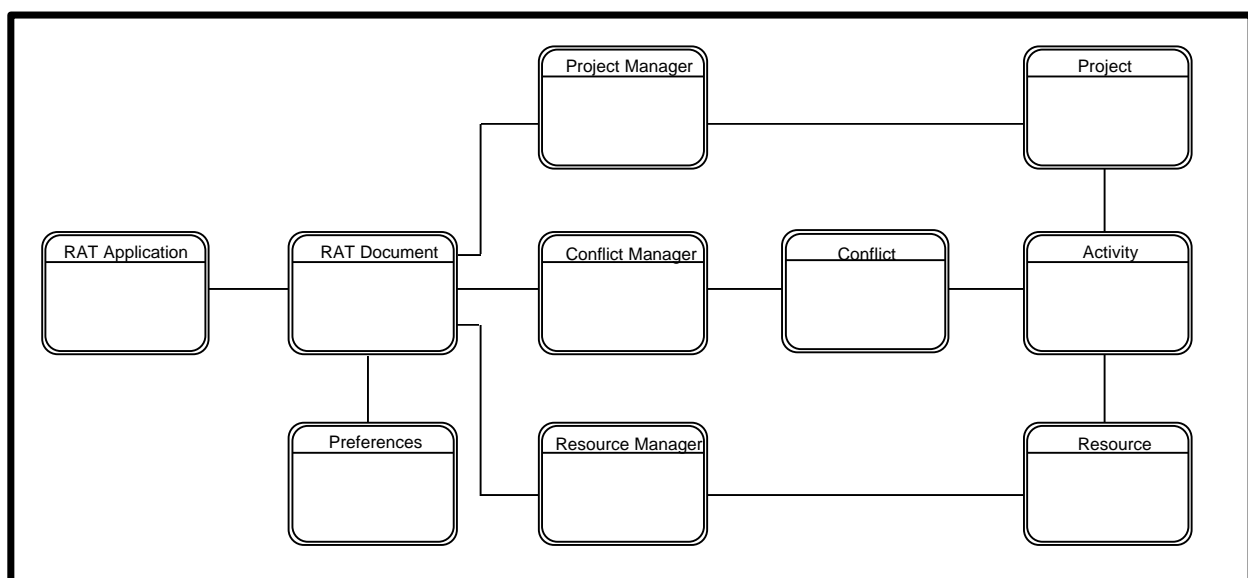 Project Manager
Project
RAT Application
RAT Document
Conflict Manager
Conflict
Activity
Preferences
Resource Manager
Resource